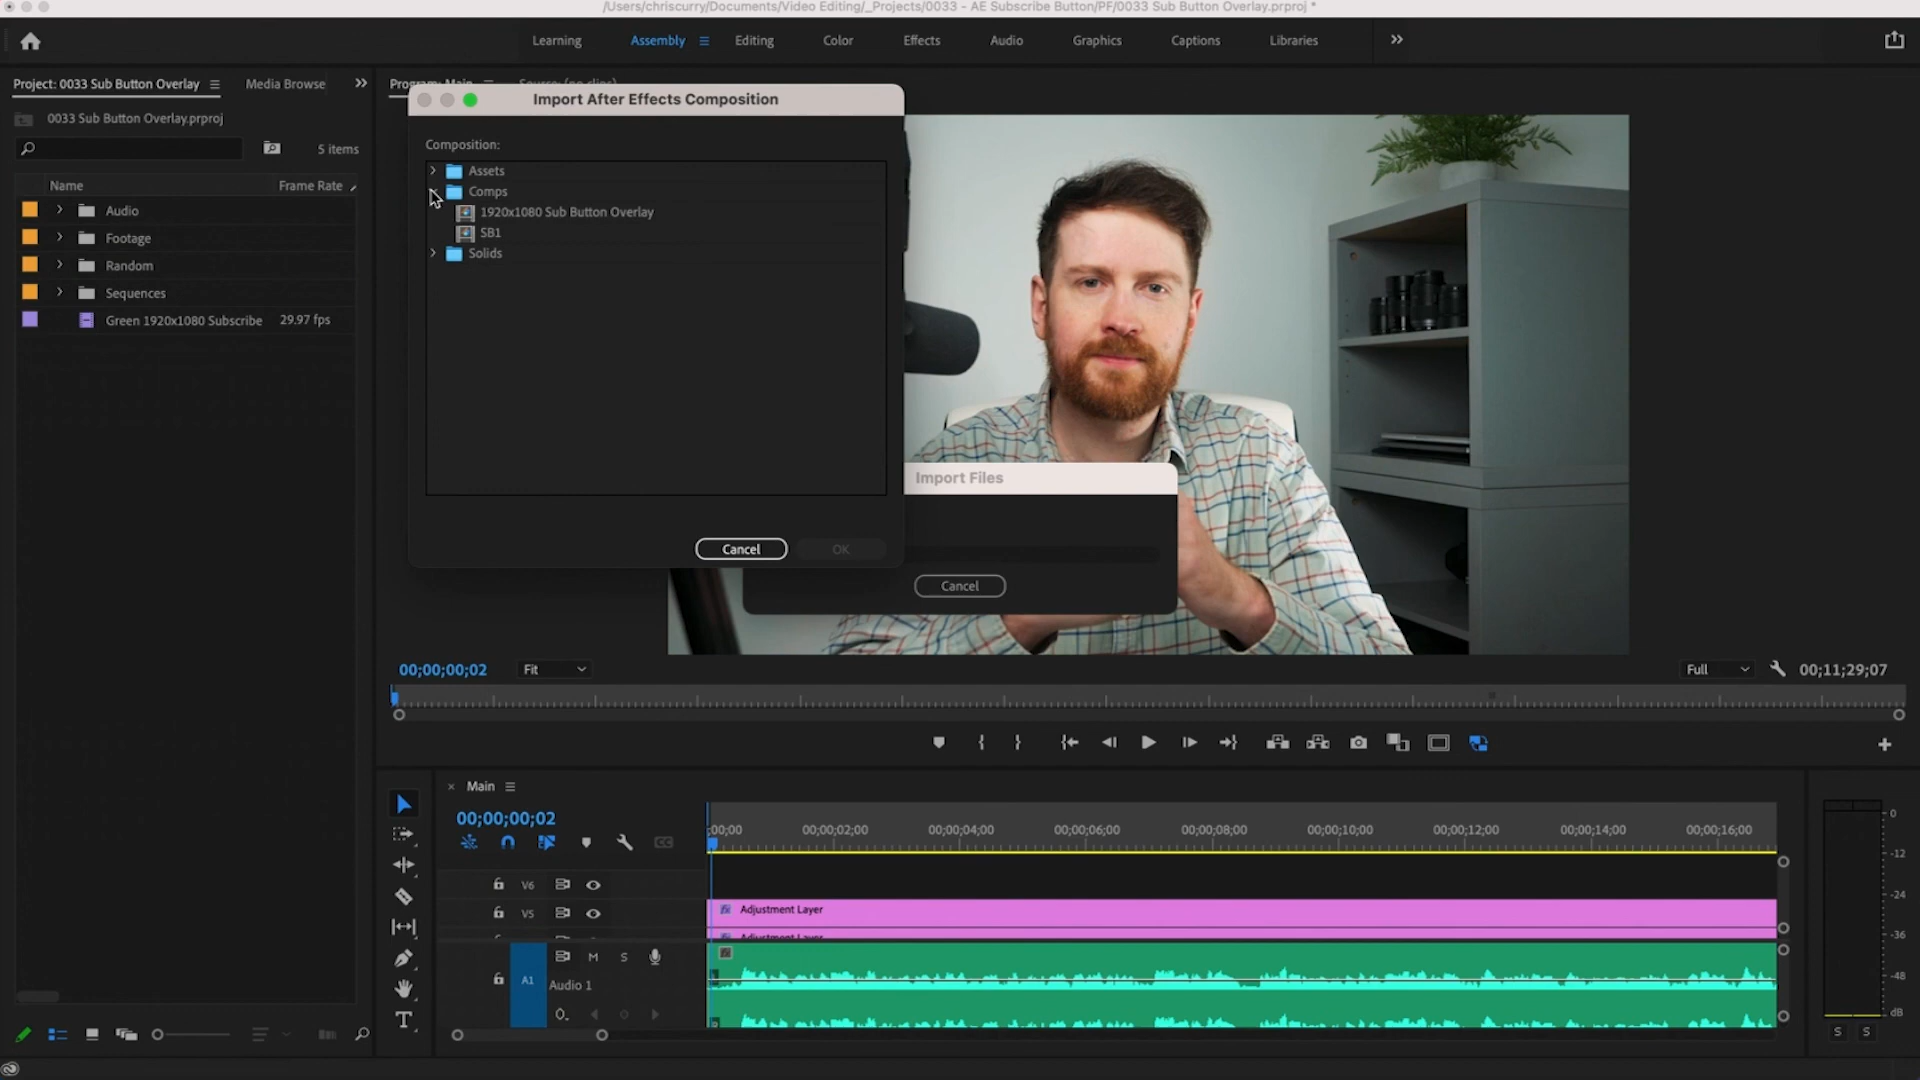 /Users/chriscurry/Documents/Video Editing/_Projects/0033 - AE Subscribe Button/PF/0033 Sub Button Overlay.prproj *
Learning Assembly Editing Color Effects Audio Graphics Captions Libraries
Project: 0033 Sub Button Overlay Media Browser
Program: Main Source: (no clips)
Import After Effects Composition
0033 Sub Button Overlay.prproj
5 items
Composition:
Assets
Comps
1920x1080 Sub Button Overlay
SB1
Solids
Name Frame Rate
Audio
Footage
Random
Sequences
Green 1920x1080 Subscribe 29.97 fps
Import Files
Cancel OK
Cancel
00;00;00;02 Fit Full 00;11;29;07
Main
00;00;00;02
;00;00 00;00;02;00 00;00;04;00 00;00;06;00 00;00;08;00 00;00;10;00 00;00;12;00 00;00;14;00 00;00;16;00
V6
V5
fx Adjustment Layer
Adjustment Layer
M S
A1 Audio 1
0
-12
-24
-36
-48
dB
S S